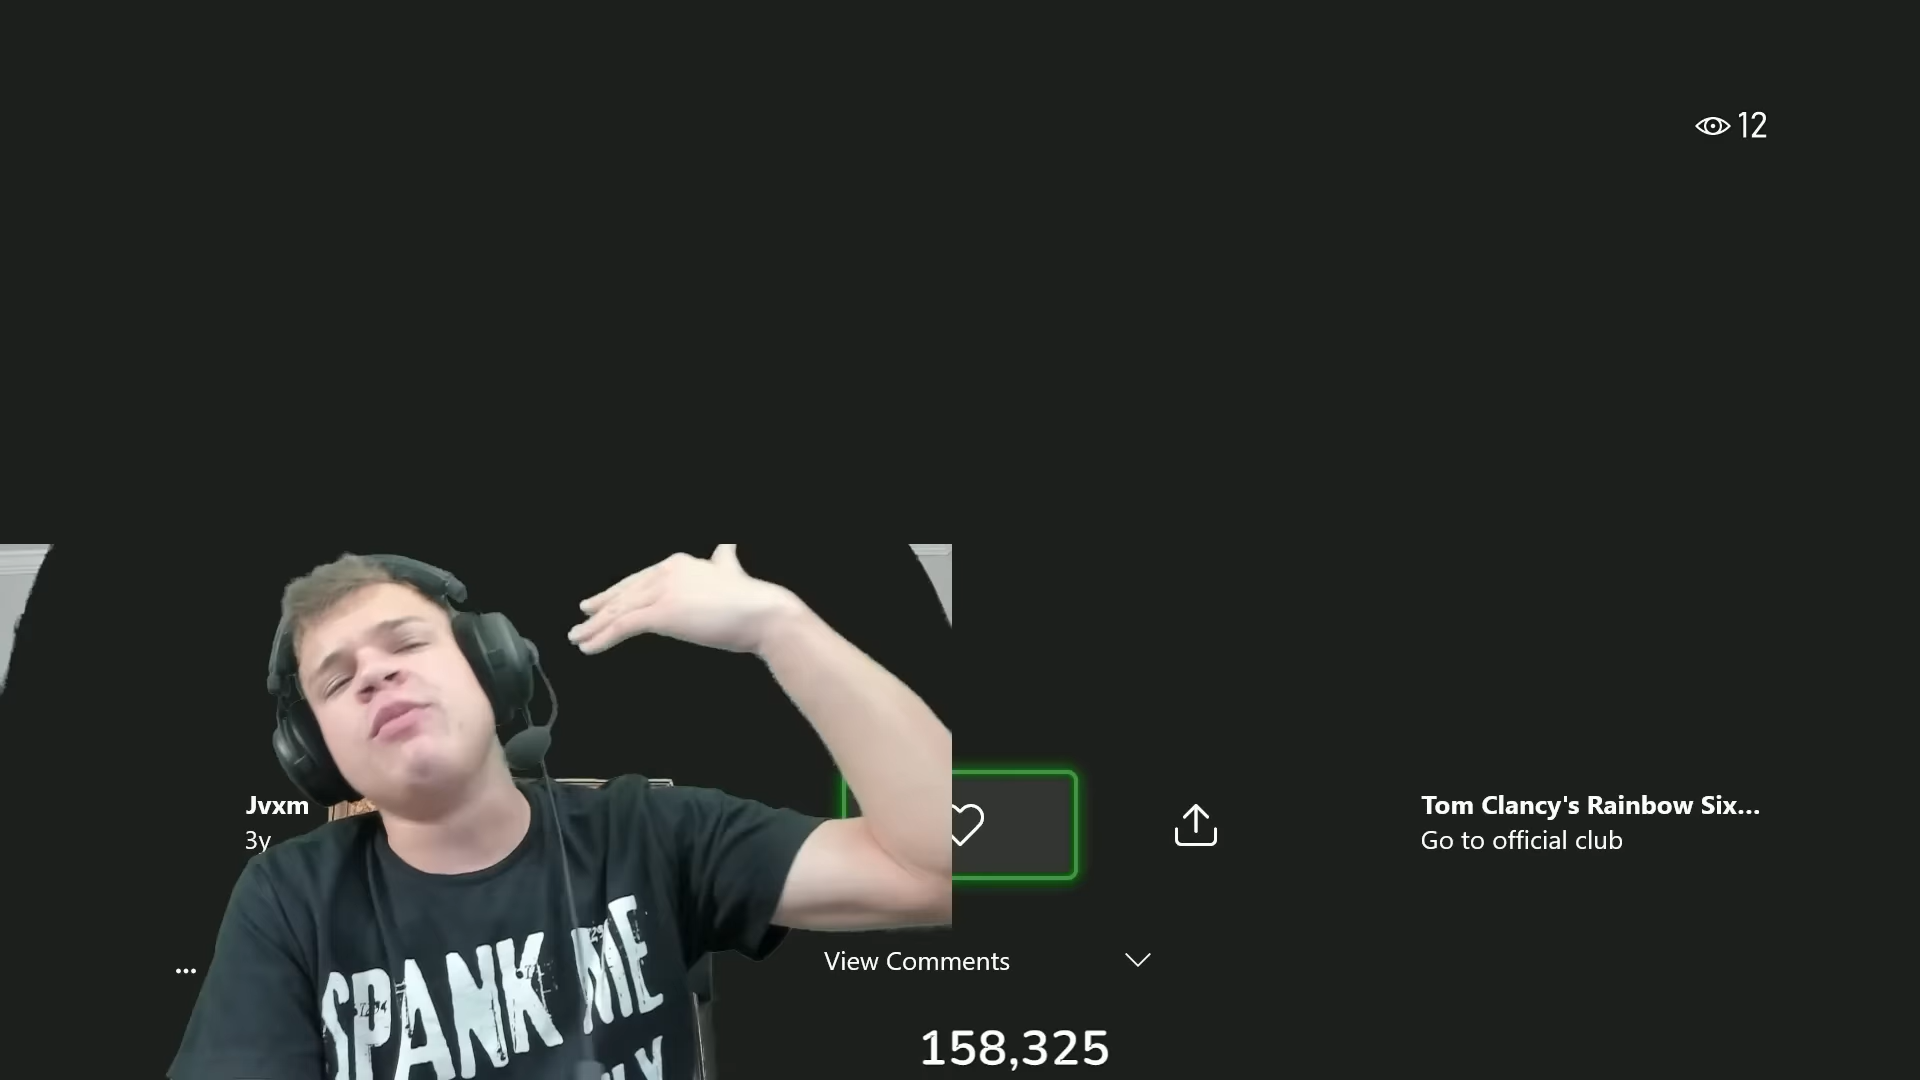 12
Jvxm
3y
Tom Clancy's Rainbow Six...
Go to official club
...
View Comments
SPANK ME
158,325